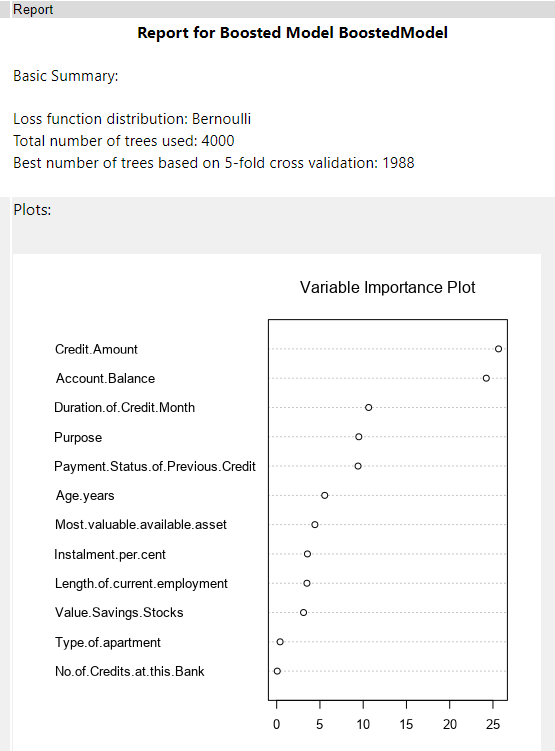 Report
Report for Boosted Model BoostedModel
Basic Summary:
Loss function distribution: Bernoulli
Total number of trees used: 4000
Best number of trees based on 5-fold cross validation: 1988
Plots:
Variable Importance Plot
Credit.Amount
Account.Balance
Duration.of.Credit.Month
Purpose
Payment.Status.of.Previous.Credit
Age.years
Most.valuable.available.asset
Instalment.per.cent
Length.of.current.employment
Value.Savings.Stocks
Type.of.apartment
No.of.Credits.at.this.Bank
0 5 10 15 20 25